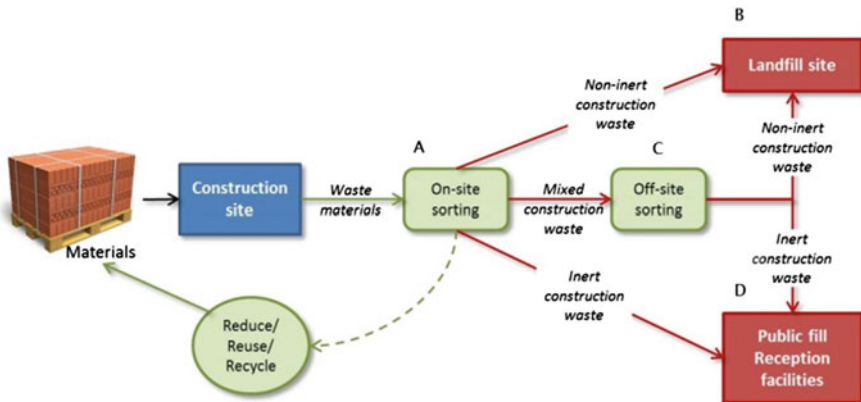 B
Landfill site
Non-inert
construction
waste
A
C
Non-inert
construction
waste
Construction
site
Waste
materials
On-site
sorting
Mixed
construction
waste
Off-site
sorting
Materials
Inert
construction
waste
Inert
construction
waste
D
Reduce/
Reuse/
Recycle
Public fill
Reception
facilities